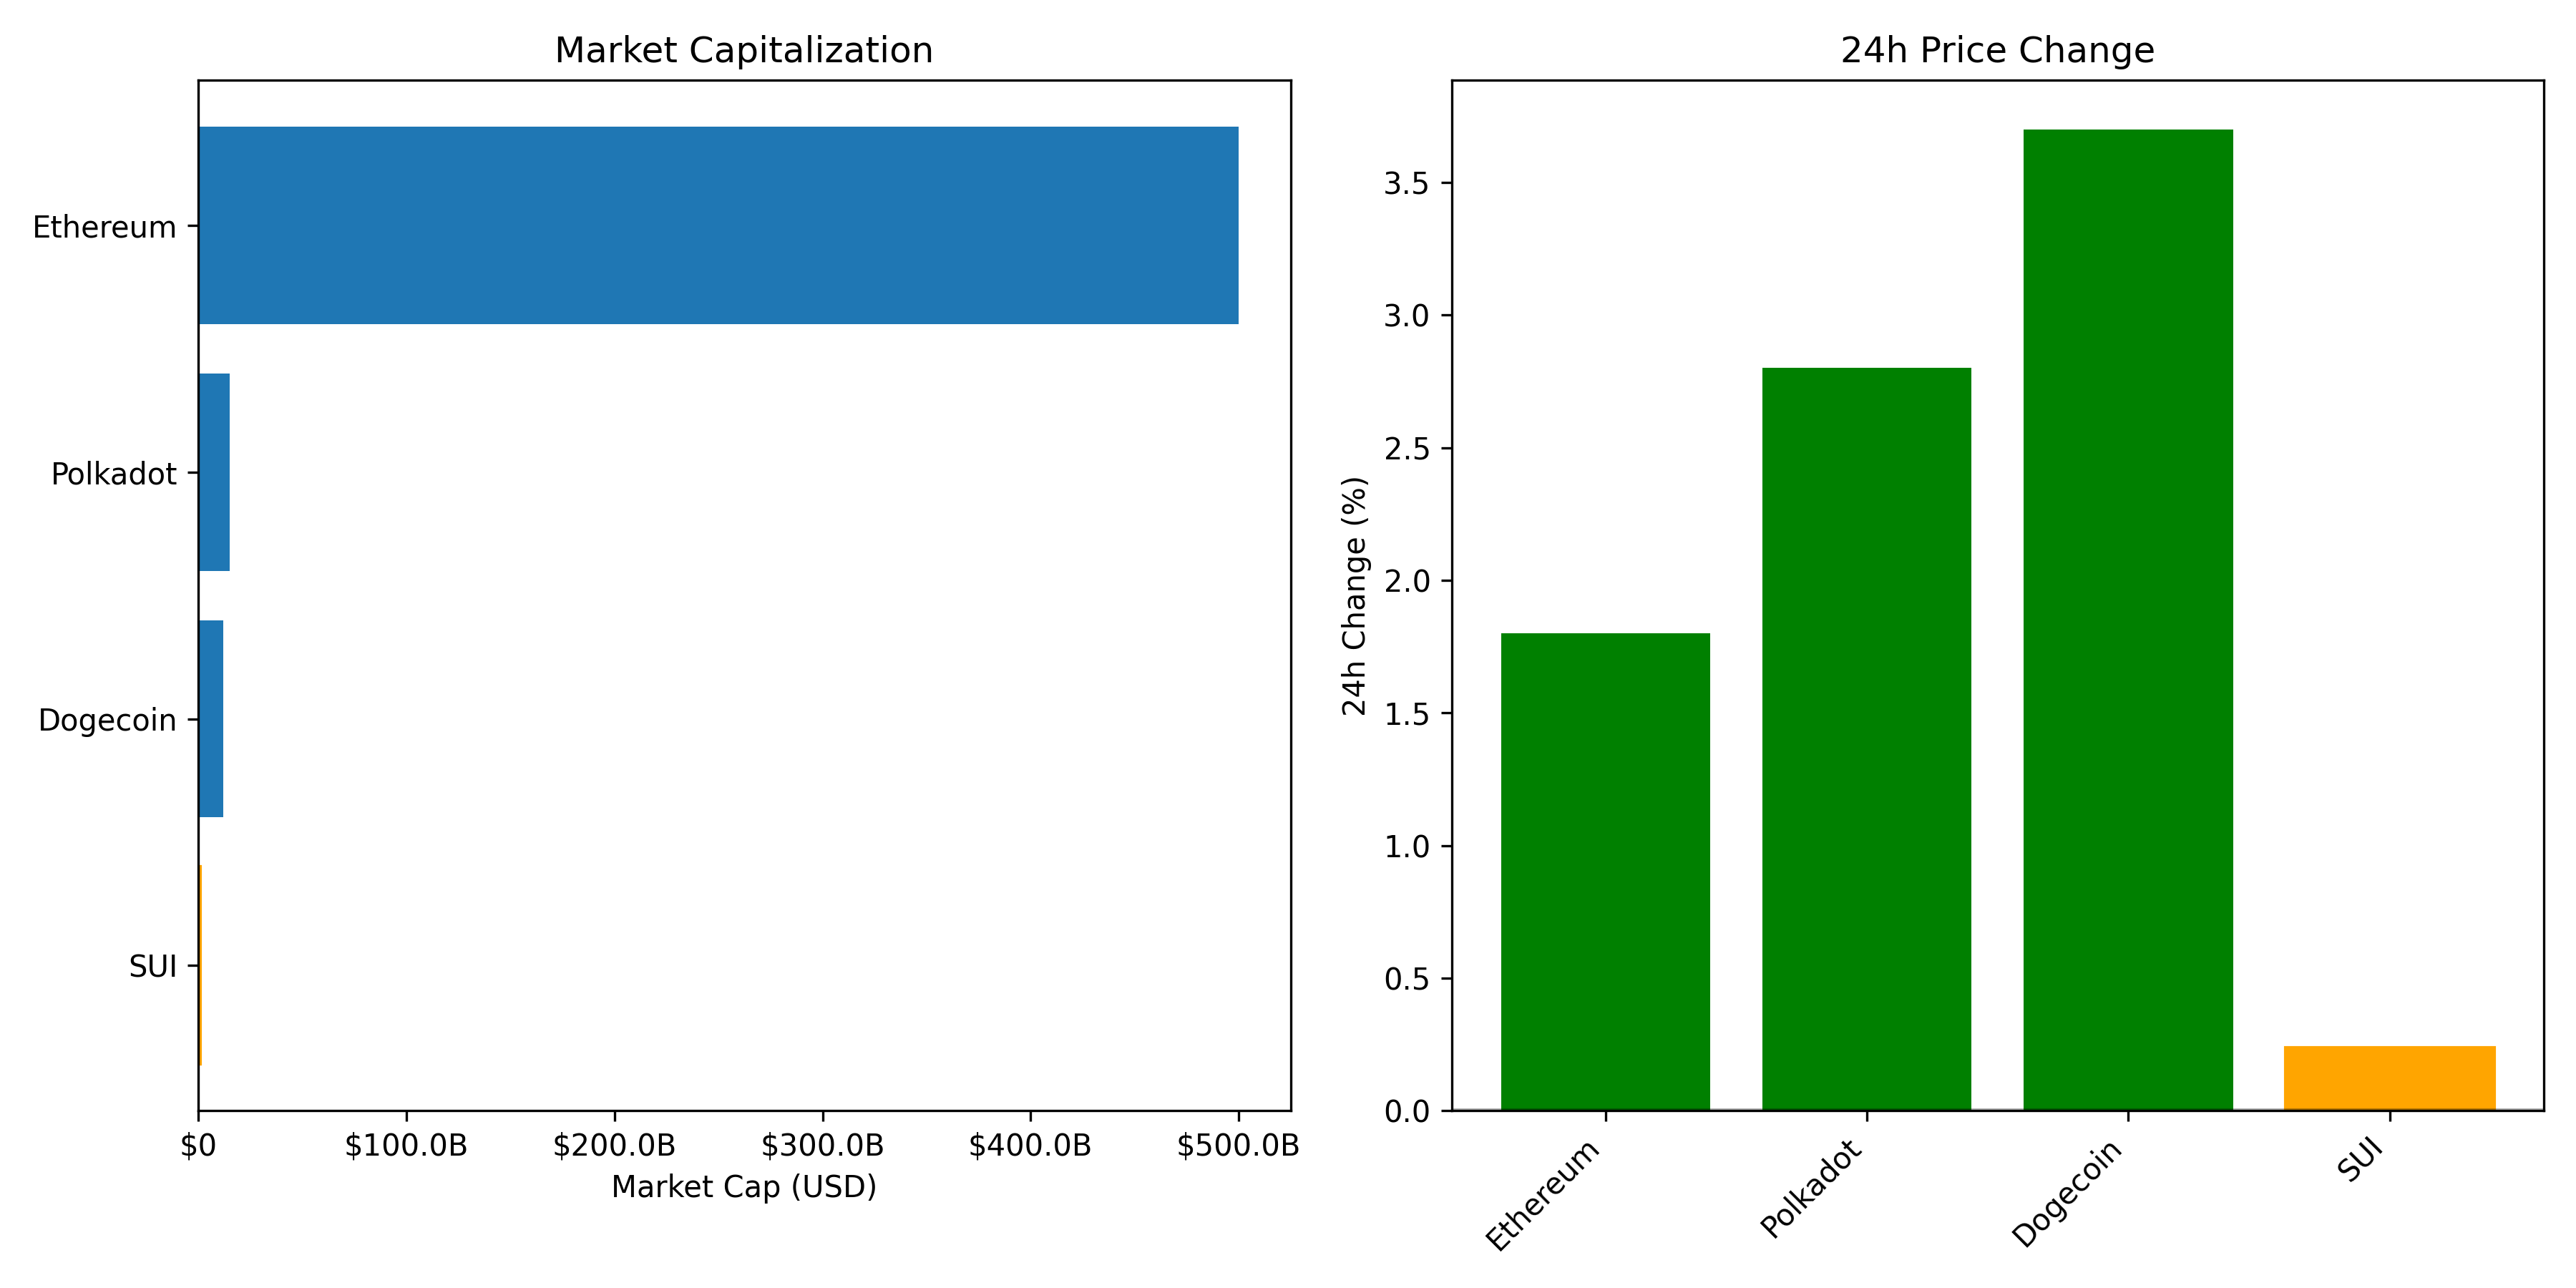 Market Capitalization
Ethereum
Polkadot
Dogecoin
SUI
$0 $100.0B $200.0B $300.0B $400.0B $500.0B
Market Cap (USD)
24h Price Change
24h Change (%)
3.5
3.0
2.5
2.0
1.5
1.0
0.5
0.0
Ethereum Polkadot Dogecoin SUI